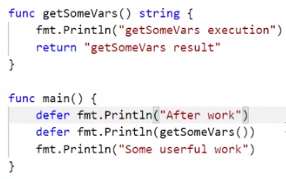 func getSomeVars() string {
    fmt.Println("getSomeVars execution")
    return "getSomeVars result"
}
func main() {
    defer fmt.Println("After work")
    defer fmt.Println(getSomeVars())
    fmt.Println("Some userful work")
}